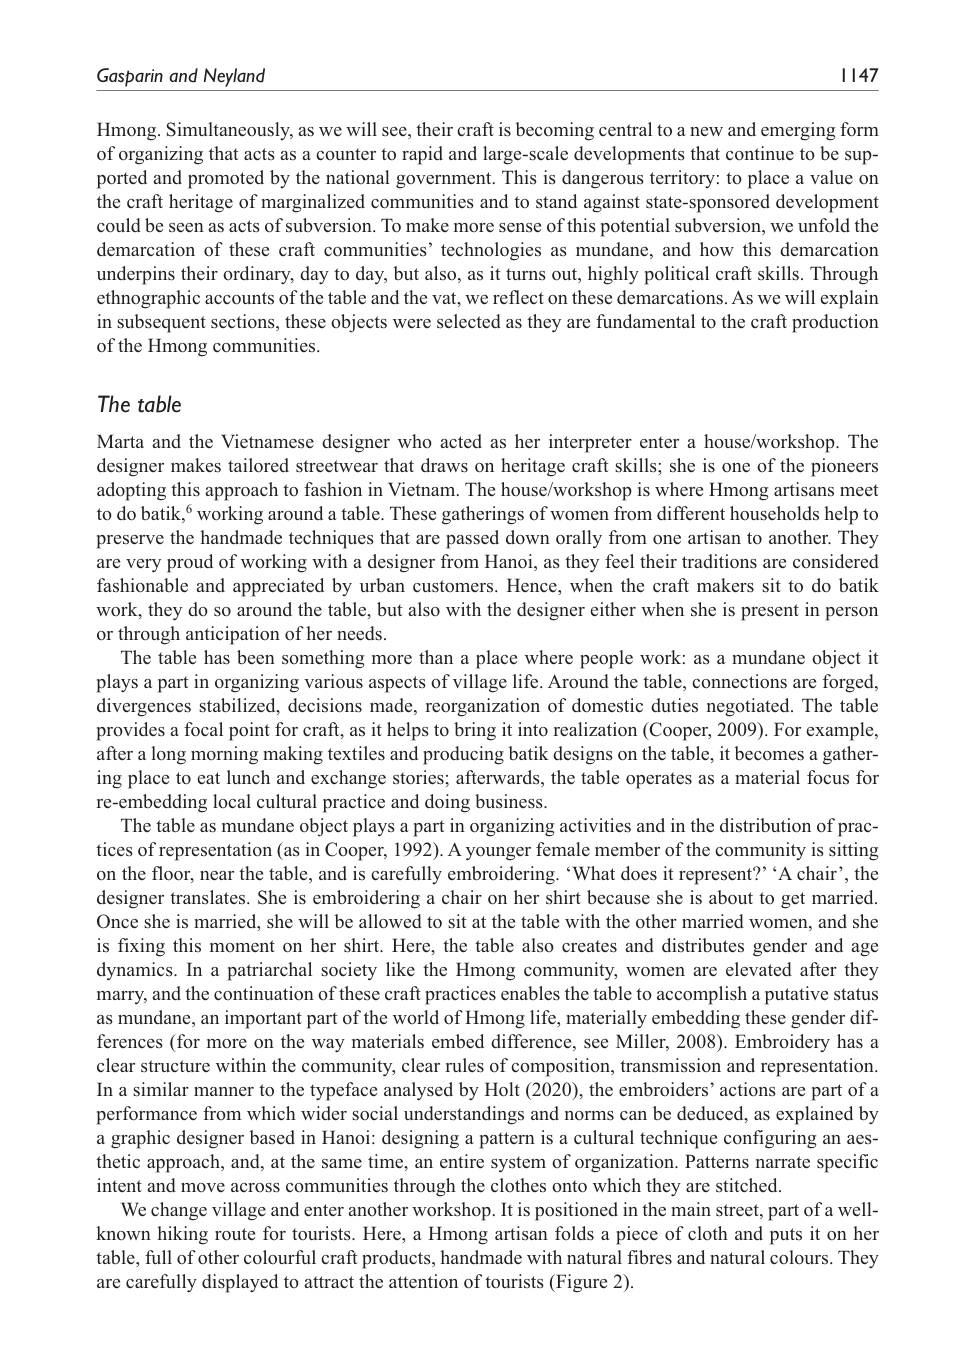 Gasparin and Neyland 1147
Hmong. Simultaneously, as we will see, their craft is becoming central to a new and emerging form
of organizing that acts as a counter to rapid and large-scale developments that continue to be sup-
ported and promoted by the national government. This is dangerous territory: to place a value on
the craft heritage of marginalized communities and to stand against state-sponsored development
could be seen as acts of subversion. To make more sense of this potential subversion, we unfold the
demarcation of these craft communities’ technologies as mundane, and how this demarcation
underpins their ordinary, day to day, but also, as it turns out, highly political craft skills. Through
ethnographic accounts of the table and the vat, we reflect on these demarcations. As we will explain
in subsequent sections, these objects were selected as they are fundamental to the craft production
of the Hmong communities.
The table
Marta and the Vietnamese designer who acted as her interpreter enter a house/workshop. The
designer makes tailored streetwear that draws on heritage craft skills; she is one of the pioneers
adopting this approach to fashion in Vietnam. The house/workshop is where Hmong artisans meet
to do batik,⁶ working around a table. These gatherings of women from different households help to
preserve the handmade techniques that are passed down orally from one artisan to another. They
are very proud of working with a designer from Hanoi, as they feel their traditions are considered
fashionable and appreciated by urban customers. Hence, when the craft makers sit to do batik
work, they do so around the table, but also with the designer either when she is present in person
or through anticipation of her needs.
The table has been something more than a place where people work: as a mundane object it
plays a part in organizing various aspects of village life. Around the table, connections are forged,
divergences stabilized, decisions made, reorganization of domestic duties negotiated. The table
provides a focal point for craft, as it helps to bring it into realization (Cooper, 2009). For example,
after a long morning making textiles and producing batik designs on the table, it becomes a gather-
ing place to eat lunch and exchange stories; afterwards, the table operates as a material focus for
re-embedding local cultural practice and doing business.
The table as mundane object plays a part in organizing activities and in the distribution of prac-
tices of representation (as in Cooper, 1992). A younger female member of the community is sitting
on the floor, near the table, and is carefully embroidering. ‘What does it represent?’ ‘A chair’, the
designer translates. She is embroidering a chair on her shirt because she is about to get married.
Once she is married, she will be allowed to sit at the table with the other married women, and she
is fixing this moment on her shirt. Here, the table also creates and distributes gender and age
dynamics. In a patriarchal society like the Hmong community, women are elevated after they
marry, and the continuation of these craft practices enables the table to accomplish a putative status
as mundane, an important part of the world of Hmong life, materially embedding these gender dif-
ferences (for more on the way materials embed difference, see Miller, 2008). Embroidery has a
clear structure within the community, clear rules of composition, transmission and representation.
In a similar manner to the typeface analysed by Holt (2020), the embroiders’ actions are part of a
performance from which wider social understandings and norms can be deduced, as explained by
a graphic designer based in Hanoi: designing a pattern is a cultural technique configuring an aes-
thetic approach, and, at the same time, an entire system of organization. Patterns narrate specific
intent and move across communities through the clothes onto which they are stitched.
We change village and enter another workshop. It is positioned in the main street, part of a well-
known hiking route for tourists. Here, a Hmong artisan folds a piece of cloth and puts it on her
table, full of other colourful craft products, handmade with natural fibres and natural colours. They
are carefully displayed to attract the attention of tourists (Figure 2).